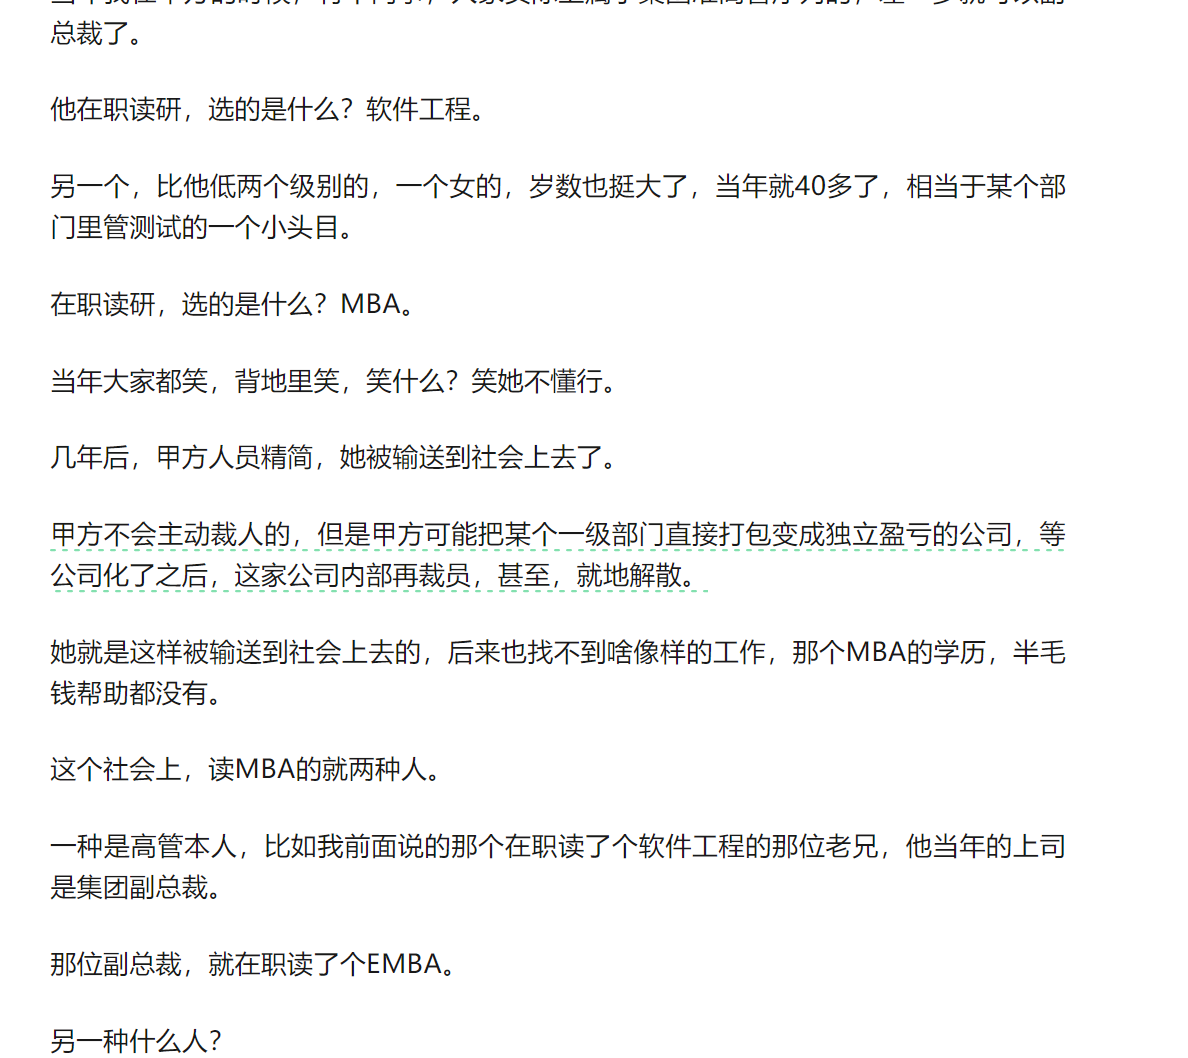 总裁了。
他在职读研，选的是什么？软件工程。
另一个，比他低两个级别的，一个女的，岁数也挺大了，当年就40多了，相当于某个部
门里管测试的一个小头目。
在职读研，选的是什么？MBA。
当年大家都笑，背地里笑，笑什么？笑她不懂行。
几年后，甲方人员精简，她被输送到社会上去了。
甲方不会主动裁人的，但是甲方可能把某个一级部门直接打包变成独立盈亏的公司，等
公司化了之后，这家公司内部再裁员，甚至，就地解散。
她就是这样被输送到社会上去的，后来也找不到啥像样的工作，那个MBA的学历，半毛
钱帮助都没有。
这个社会上，读MBA的就两种人。
一种是高管本人，比如我前面说的那个在职读了个软件工程的那位老兄，他当年的上司
是集团副总裁。
那位副总裁，就在职读了个EMBA。
另一种什么人？